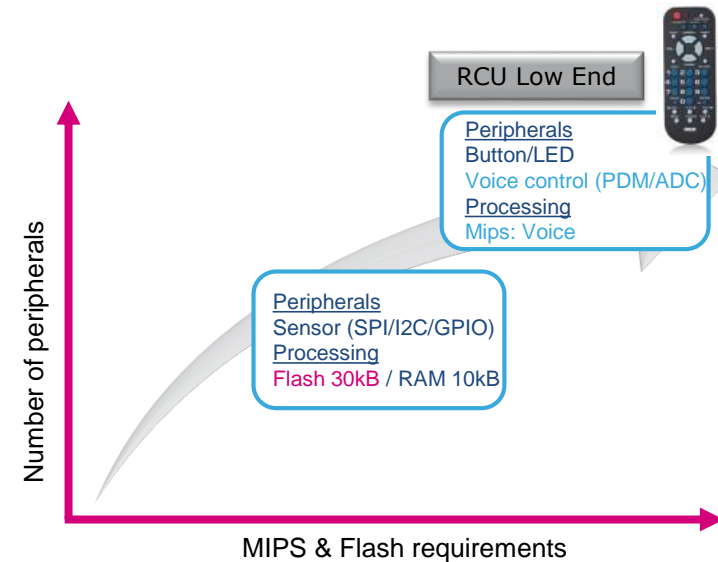 RCU Low End
Peripherals
Button/LED
Voice control (PDM/ADC)
Processing
Mips: Voice
Peripherals
Sensor (SPI/I2C/GPIO)
Processing
Flash 30kB / RAM 10kB
Number of peripherals
MIPS & Flash requirements